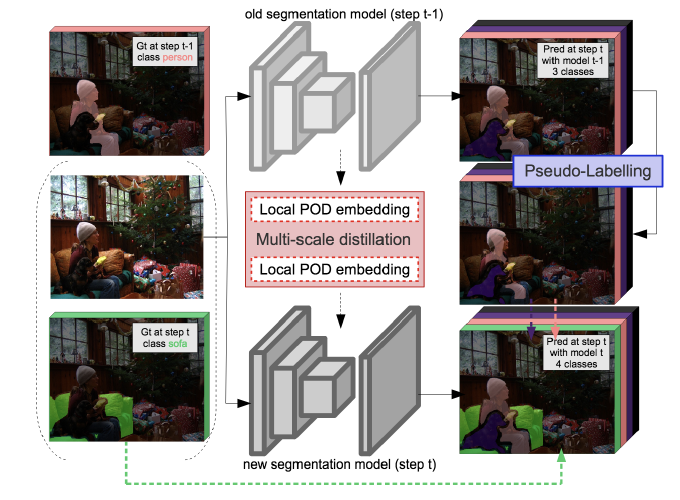 old segmentation model (step t-1)
Gt at step t-1
class person
Pred at step t
with model t-1
3 classes
Pseudo-Labelling
Local POD embedding
Multi-scale distillation
Local POD embedding
Gt at step t
class sofa
Pred at step t
with model t
4 classes
new segmentation model (step t)